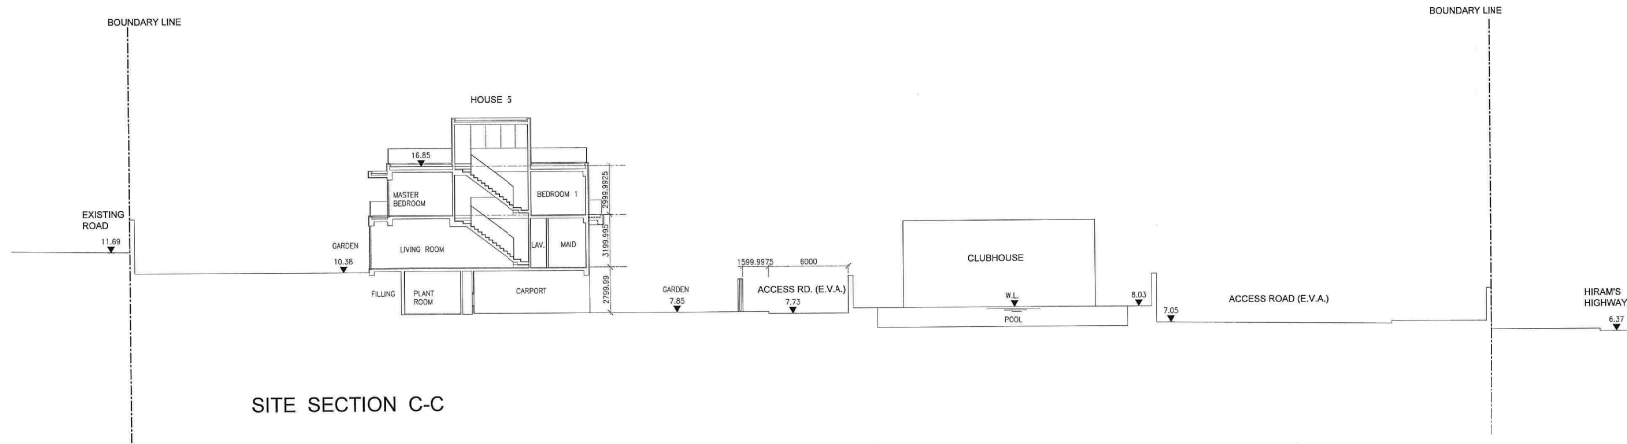 BOUNDARY LINE
BOUNDARY LINE
HOUSE 5
16.85
MASTER
BEDROOM
BEDROOM 1
2999.9925
EXISTING
ROAD
11.69
GARDEN
10.38
LIVING ROOM
LAV.
MAID
3199.995
FILLING
PLANT
ROOM
CARPORT
2799.99
GARDEN
7.85
1599.9975
6000
ACCESS RD. (E.V.A.)
7.73
CLUBHOUSE
W.L.
POOL
8.03
7.05
ACCESS ROAD (E.V.A.)
HIRAM'S
HIGHWAY
6.37
SITE SECTION C-C